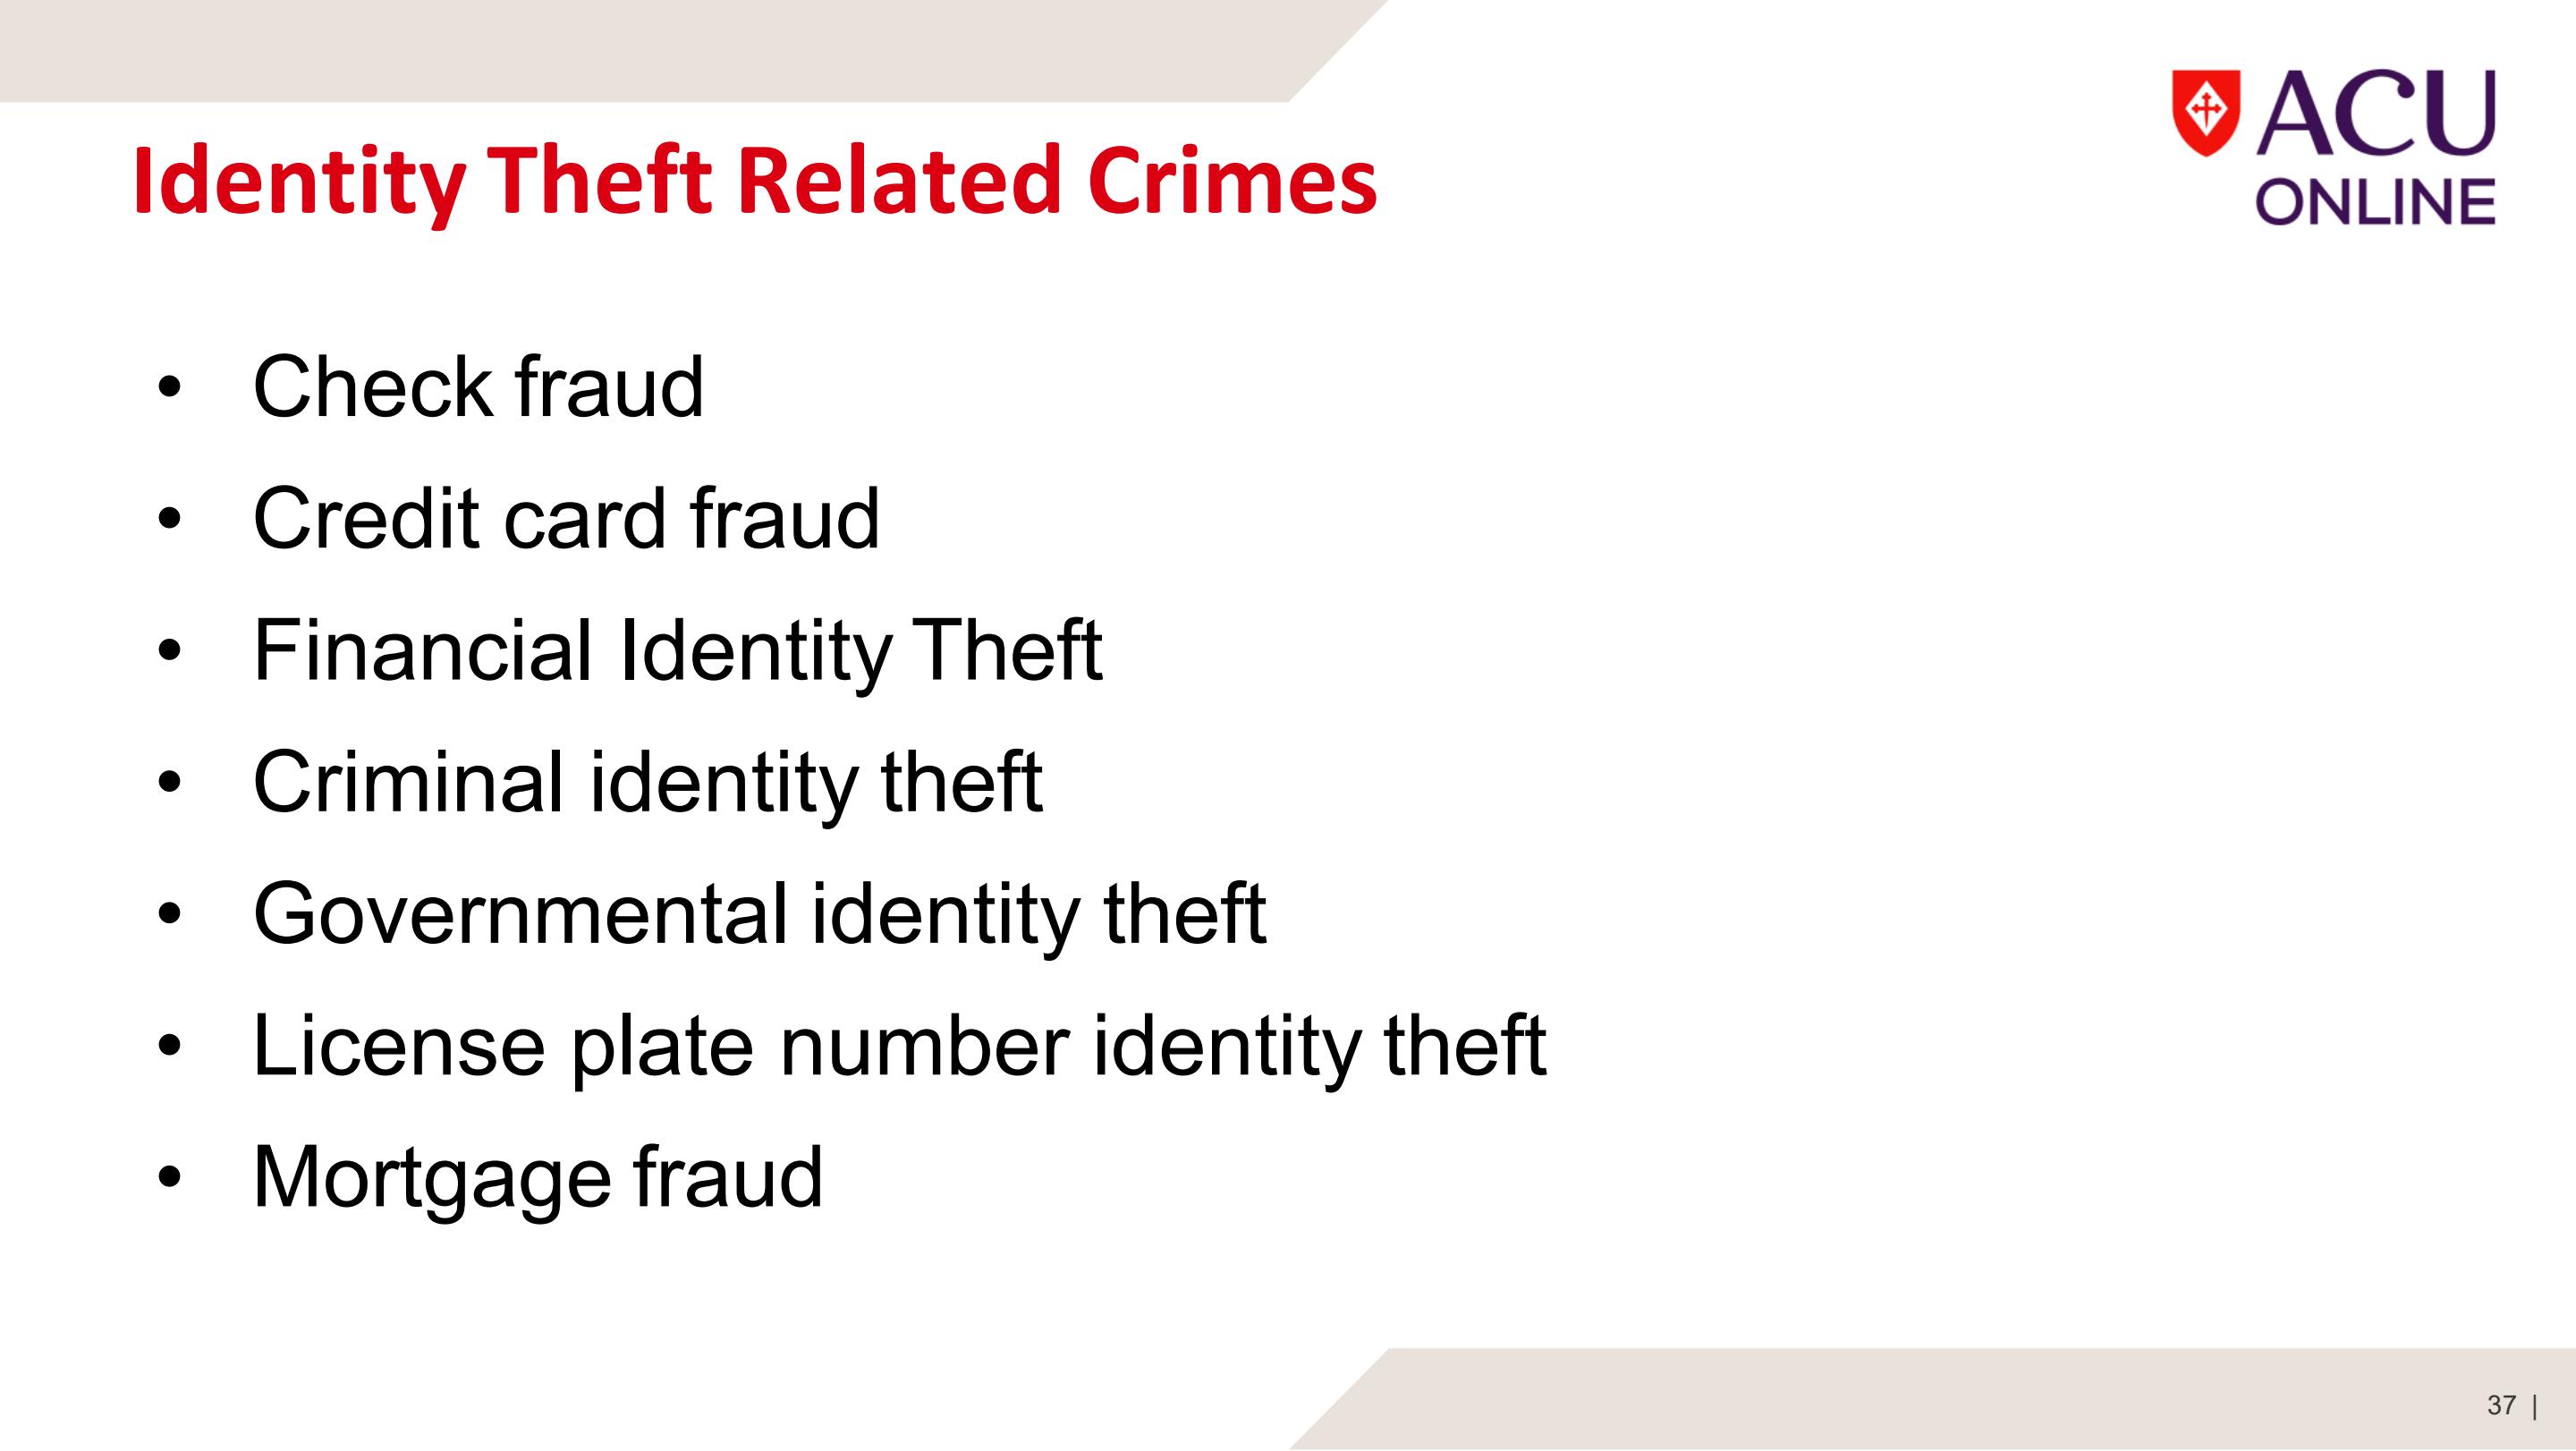 ACU
ONLINE
Identity Theft Related Crimes
• Check fraud
• Credit card fraud
• Financial Identity Theft
• Criminal identity theft
• Governmental identity theft
• License plate number identity theft
• Mortgage fraud
37 |